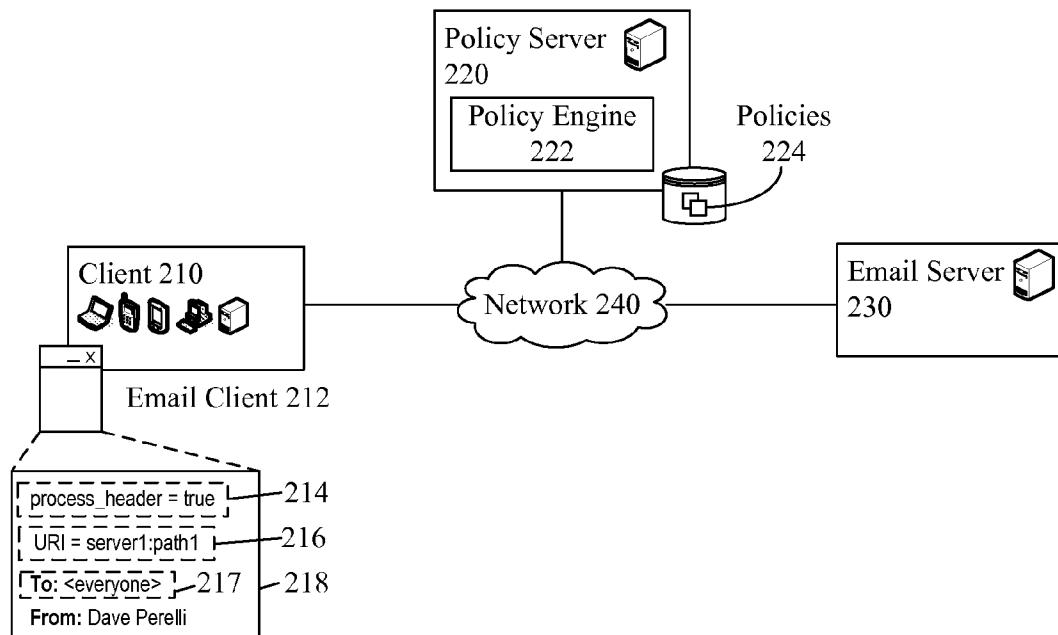 Policy Server
220
Policy Engine
222
Policies
224
Client 210
Network 240
Email Server
230
_ X
Email Client 212
process_header = true
214
URI = server1:path1
216
To: <everyone>
217
218
From: Dave Perelli